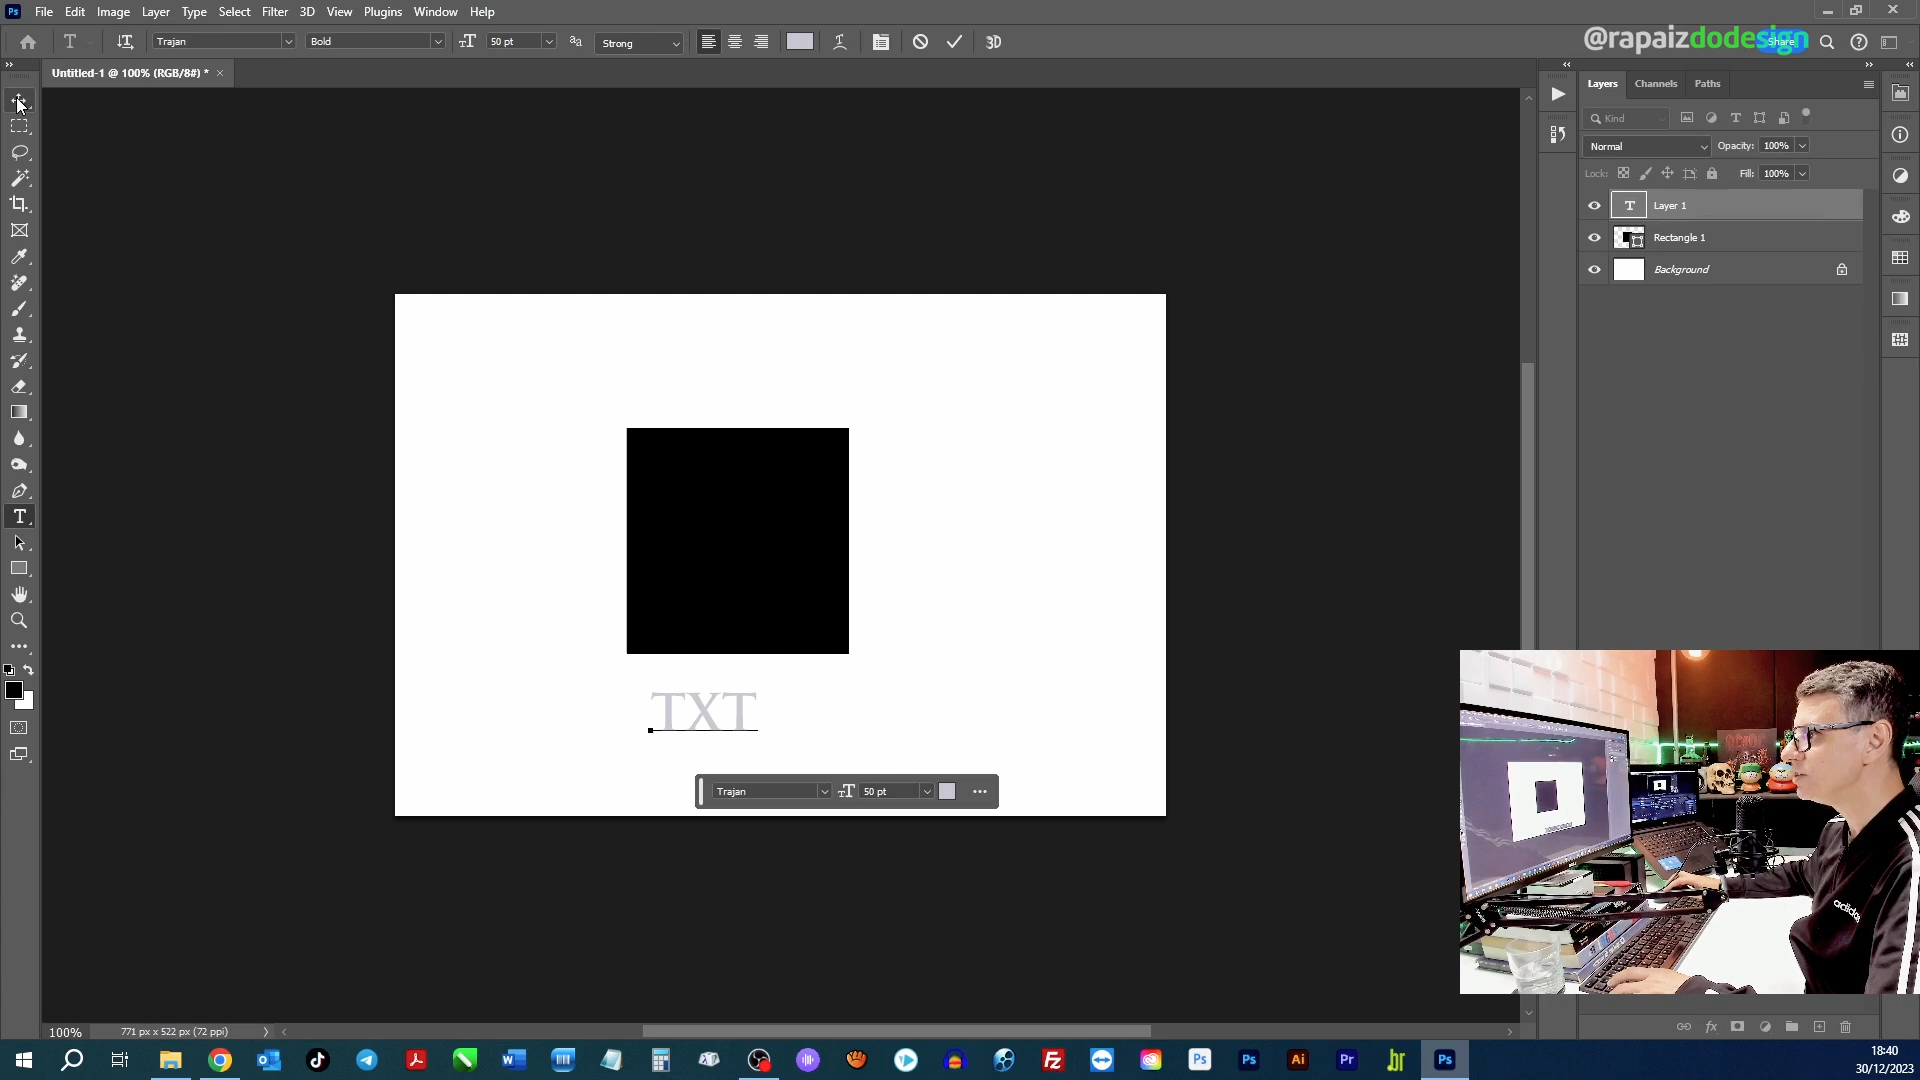 File Edit Image Layer Type Select Filter 3D View Plugins Window Help
Trajan Bold 50 pt Strong 3D
@rapaizdodesign
Share
Untitled-1 @ 100% (RGB/8#) *
Layers Channels Paths
Kind
Normal Opacity: 100%
Lock: Fill: 100%
Layer 1
Rectangle 1
Background
TXT
Trajan 50 pt
adidas
100% 771 px x 522 px (72 ppi)
18:40
30/12/2023